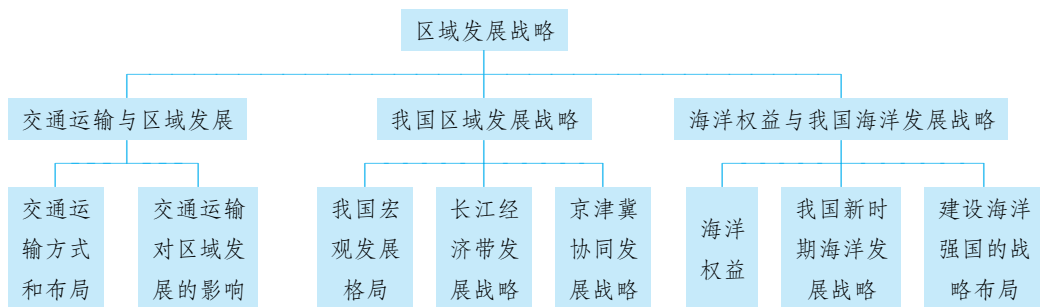 区域发展战略
交通运输与区域发展
我国区域发展战略
海洋权益与我国海洋发展战略
交通运
输方式
和布局
交通运输
对区域发
展的影响
我国宏
观发展
格局
长江经
济带发
展战略
京津冀
协同发
展战略
海洋
权益
我国新时
期海洋发
展战略
建设海洋
强国的战
略布局